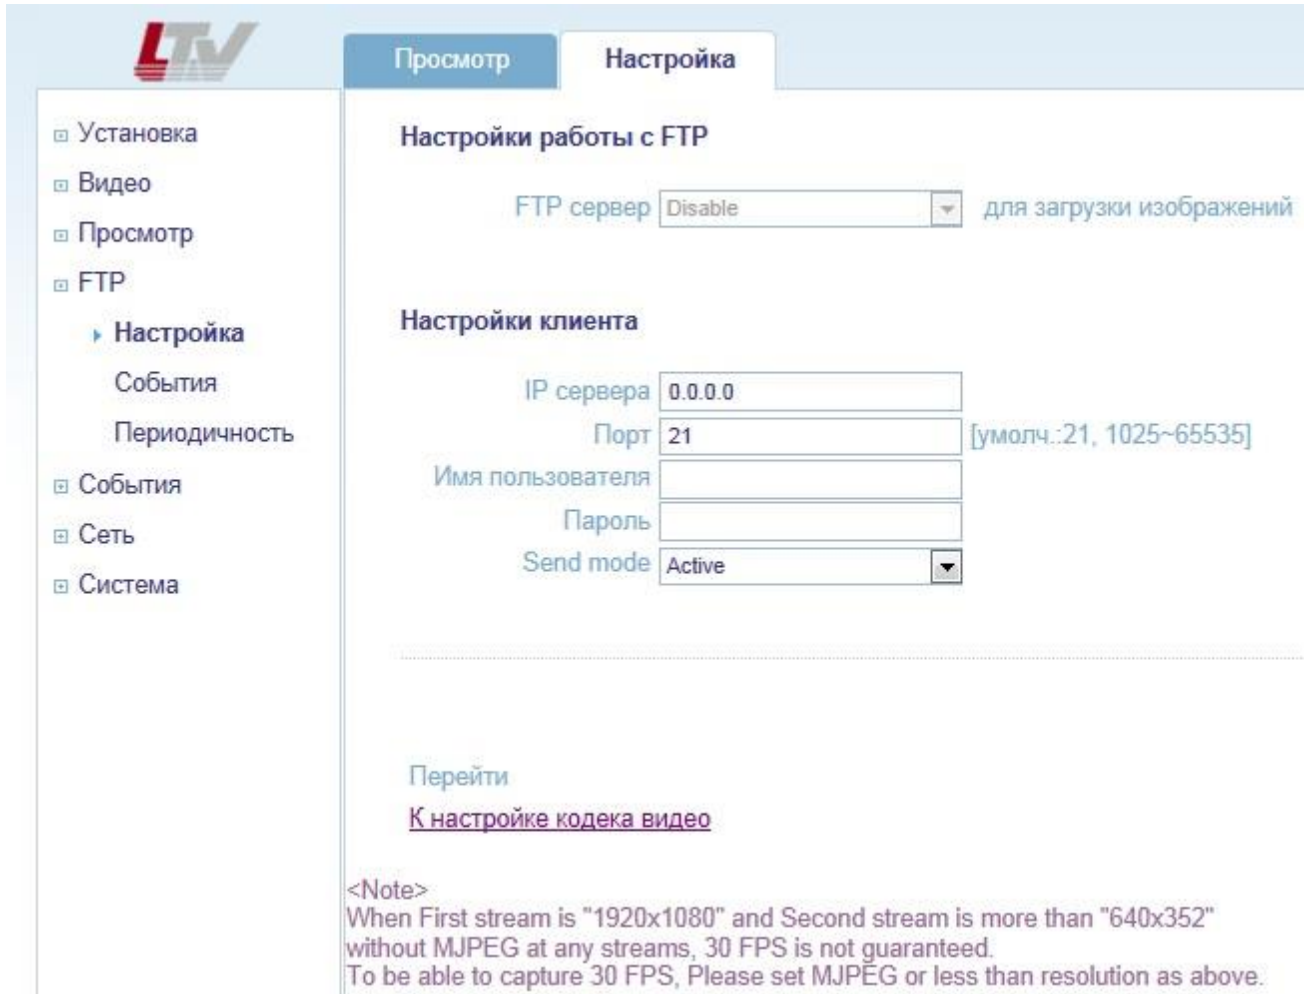 LTV
Просмотр
Настройка
Установка
Видео
Просмотр
FTP
Настройка
События
Периодичность
События
Сеть
Система
Настройки работы с FTP
FTP сервер Disable для загрузки изображений
Настройки клиента
IP сервера 0.0.0.0
Порт 21 [умолч.:21, 1025~65535]
Имя пользователя
Пароль
Send mode Active
Перейти
К настройке кодека видео
<Note>
When First stream is "1920x1080" and Second stream is more than "640x352"
without MJPEG at any streams, 30 FPS is not guaranteed.
To be able to capture 30 FPS, Please set MJPEG or less than resolution as above.